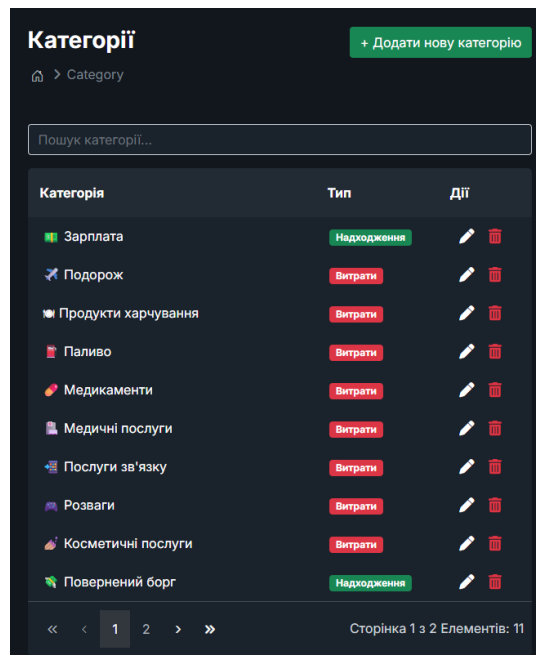 Категорії
+ Додати нову категорію
> Category
Пошук категорії...
Категорія Тип Дії
Зарплата Надходження
Подорож Витрати
Продукти харчування Витрати
Паливо Витрати
Медикаменти Витрати
Медичні послуги Витрати
Послуги зв'язку Витрати
Розваги Витрати
Косметичні послуги Витрати
Повернений борг Надходження
« < 1 2 > » Сторінка 1 з 2 Елементів: 11